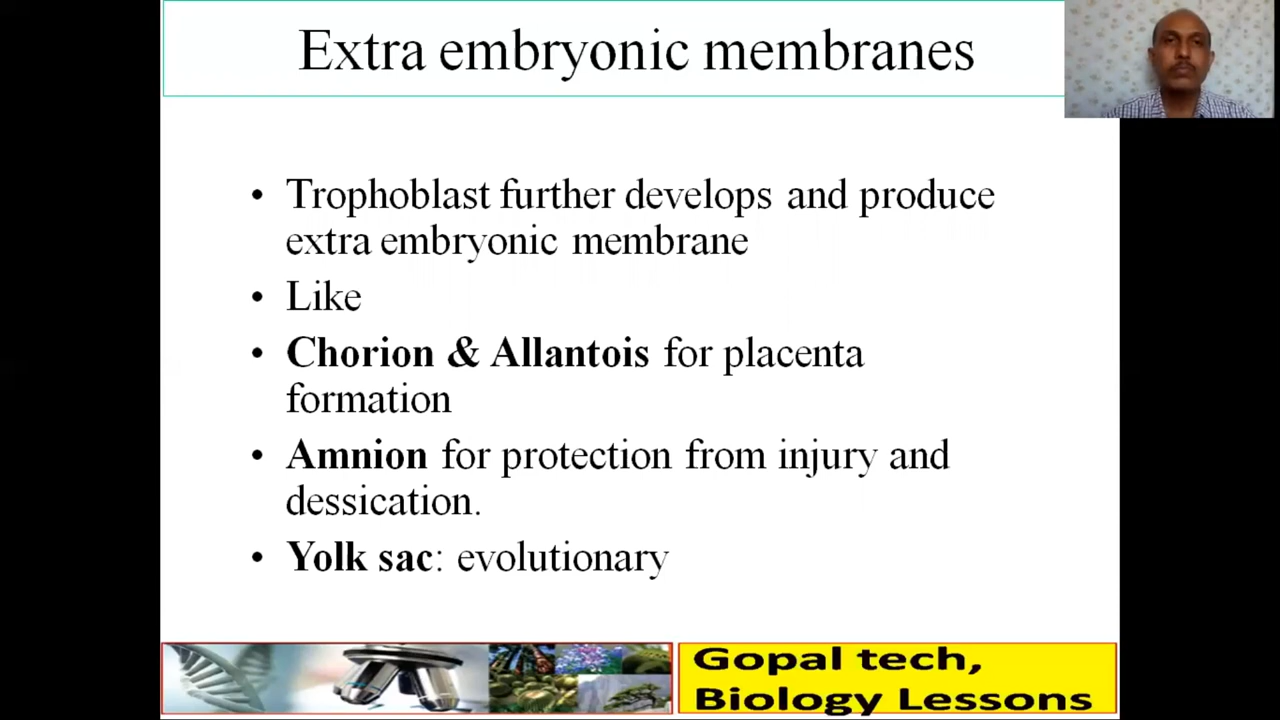 Extra embryonic membranes
• Trophoblast further develops and produce
extra embryonic membrane
• Like
• Chorion & Allantois for placenta
formation
• Amnion for protection from injury and
dessication.
• Yolk sac: evolutionary
Gopal tech,
Biology Lessons